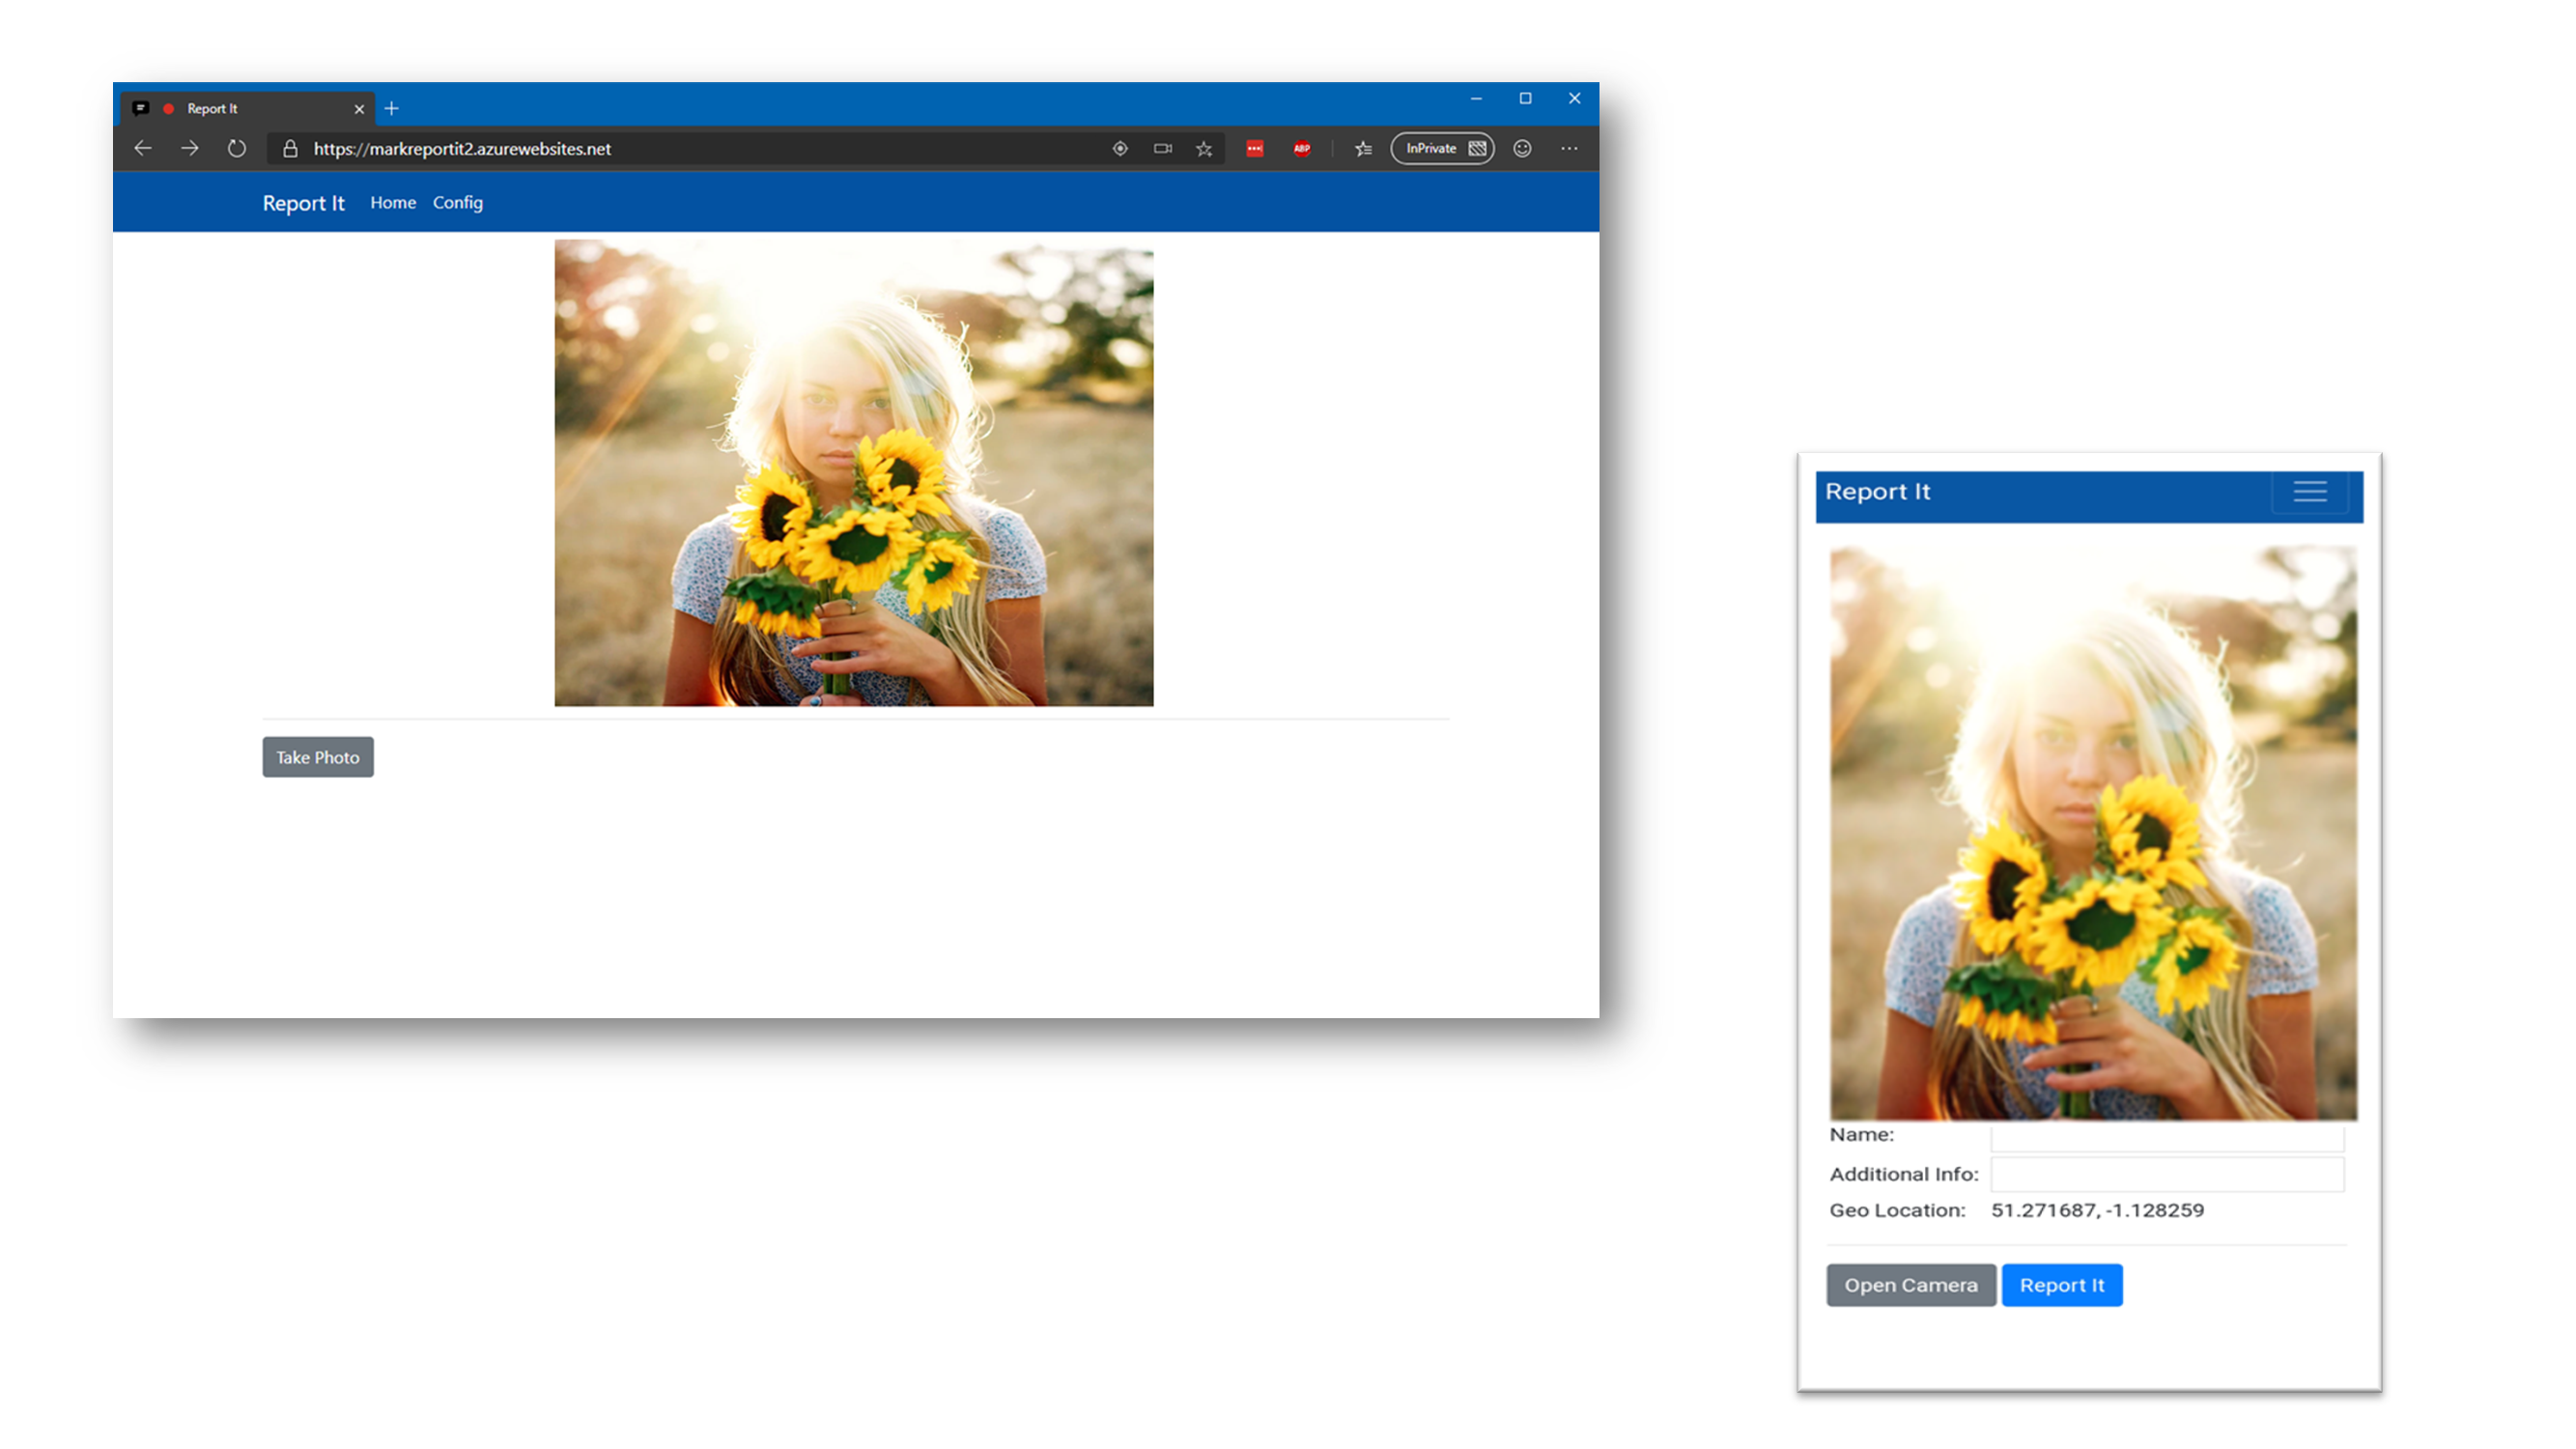 Report It
https://markreportit2.azurewebsites.net
ABP
InPrivate
Report It Home Config
Take Photo
Report It
Name:
Additional Info:
Geo Location: 51.271687, -1.128259
Open Camera Report It